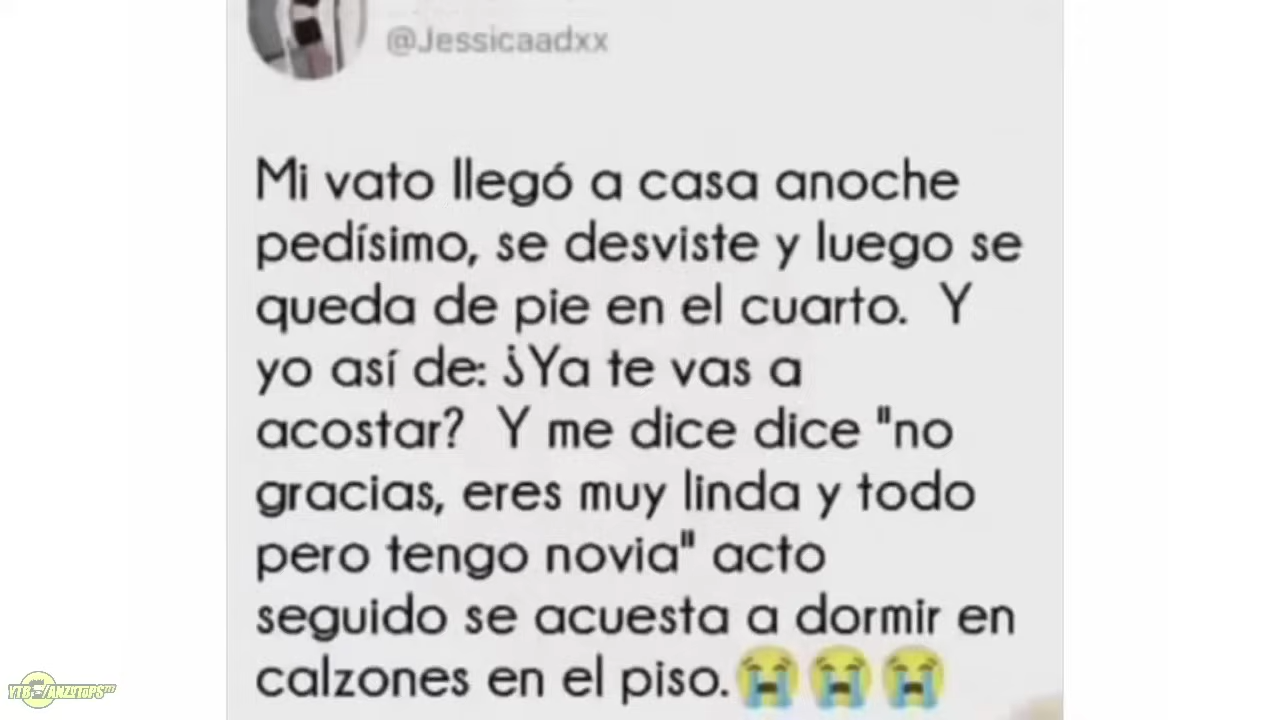 @Jessicaadxx
Mi vato llegó a casa anoche
pedísimo, se desviste y luego se
queda de pie en el cuarto.  Y
yo así de: ¿Ya te vas a
acostar?  Y me dice dice "no
gracias, eres muy linda y todo
pero tengo novia" acto
seguido se acuesta a dormir en
calzones en el piso.😭😭😭